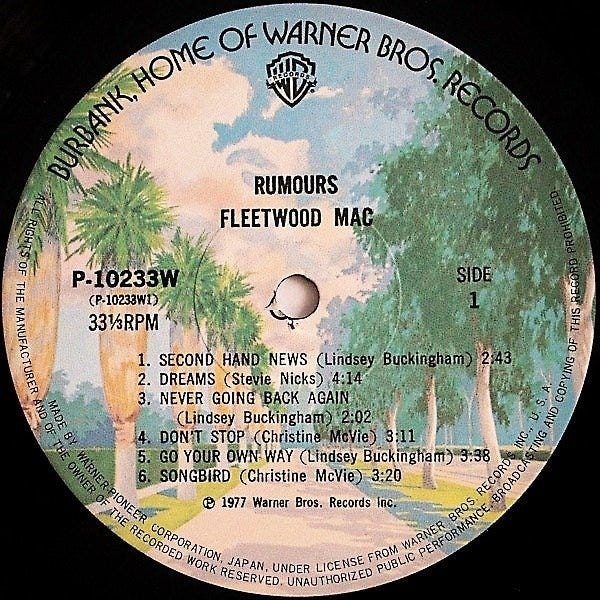 BURBANK, HOME OF WARNER BROS. RECORDS
WB
RECORDS
RUMOURS
FLEETWOOD MAC
P-10233W
(P-10233W1)
33⅓RPM
SIDE
1
1. SECOND HAND NEWS (Lindsey Buckingham) 2:43
2. DREAMS (Stevie Nicks) 4:14
3. NEVER GOING BACK AGAIN
(Lindsey Buckingham) 2:02
4. DON'T STOP (Christine McVie) 3:11
5. GO YOUR OWN WAY (Lindsey Buckingham) 3:38
6. SONGBIRD (Christine McVie) 3:20
℗ 1977 Warner Bros. Records Inc.
MADE BY WARNER-PIONEER CORPORATION, JAPAN, UNDER LICENSE FROM WARNER BROS RECORDS INC., U.S.A.
ALL RIGHTS OF THE MANUFACTURER AND OF THE OWNER OF THE RECORDED WORK RESERVED. UNAUTHORIZED PUBLIC PERFORMANCE, BROADCASTING AND COPYING OF THIS RECORD PROHIBITED